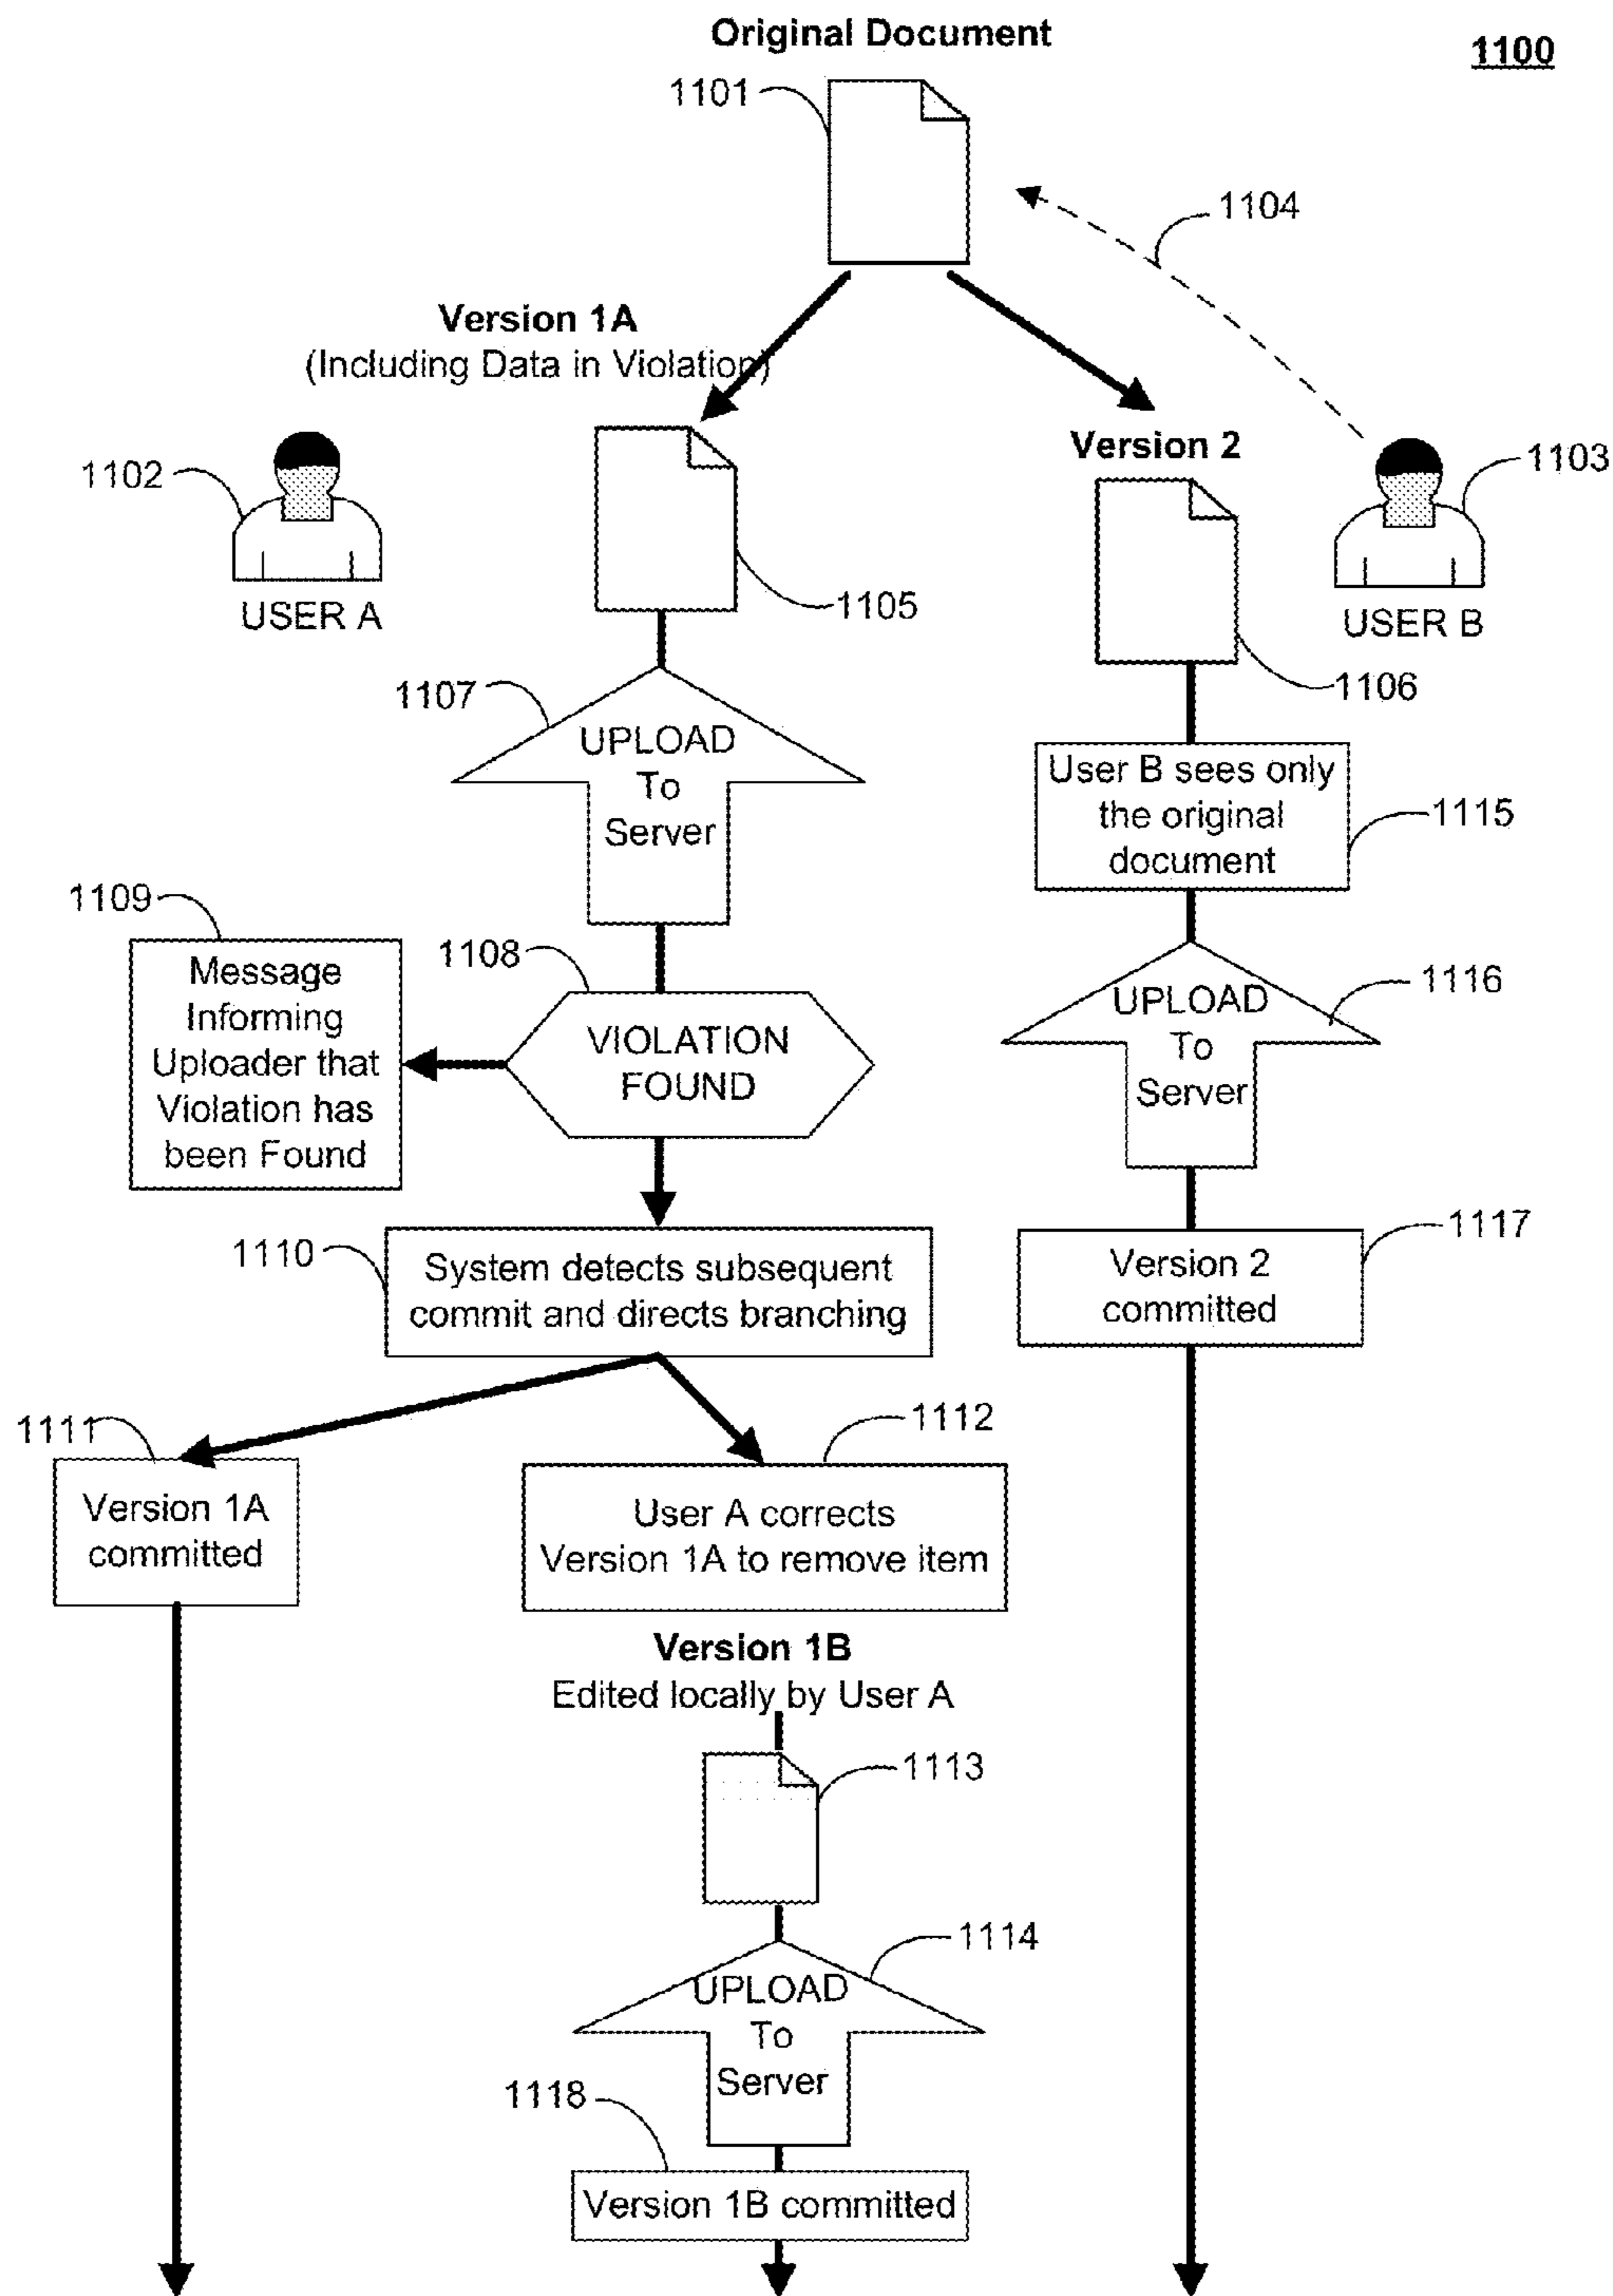 Original Document
1100
1101
1104
Version 1A
(Including Data in Violation)
Version 2
1102
1103
USER A
1105
USER B
1106
1107
UPLOAD
To
Server
User B sees only
the original
document
1115
1109
Message
Informing
Uploader that
Violation has
been Found
1108
VIOLATION
FOUND
1116
UPLOAD
To
Server
1110
System detects subsequent
commit and directs branching
1117
Version 2
committed
1111
Version 1A
committed
1112
User A corrects
Version 1A to remove item
Version 1B
Edited locally by User A
1113
1114
UPLOAD
To
Server
1118
Version 1B committed